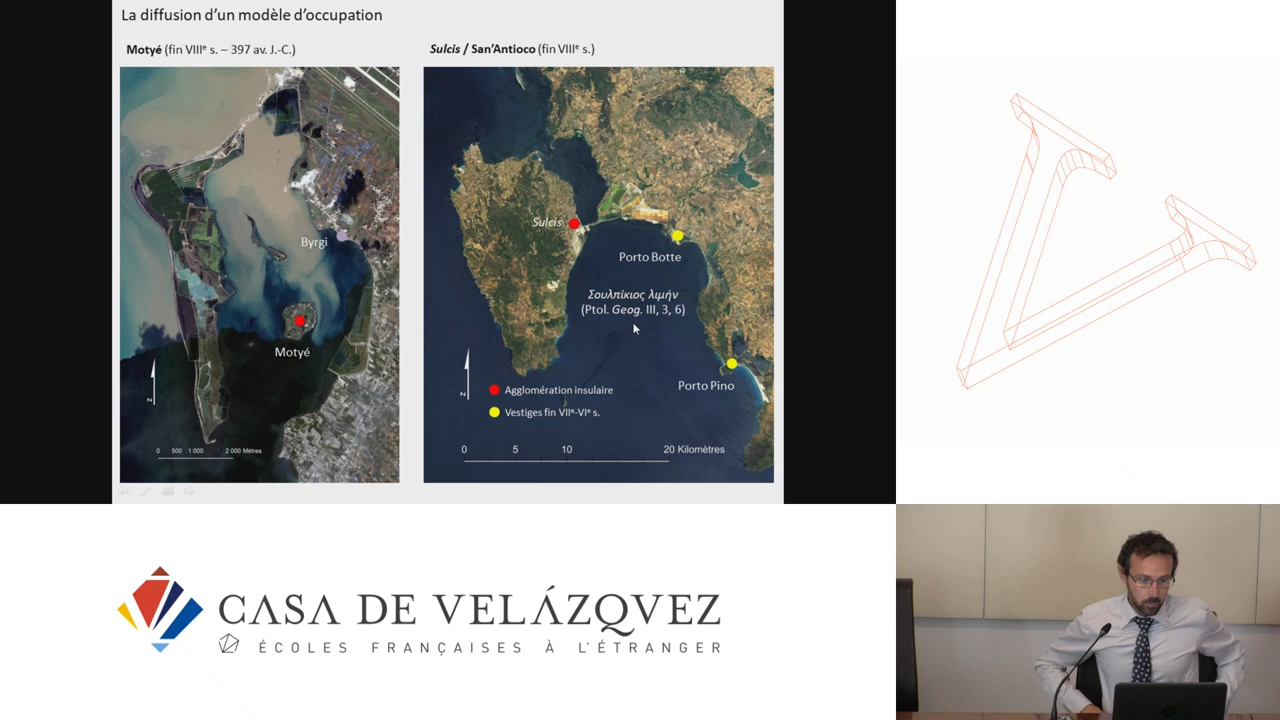 La diffusion d'un modèle d'occupation
Motyé (fin VIIIᵉ s. – 397 av. J.-C.)
Sulcis / San'Antioco (fin VIIIᵉ s.)
Byrgi
Motyé
N
0 500 1 000 2 000 Mètres
Sulcis
Porto Botte
Σουλπίκιος λιμήν
(Ptol. Geog. III, 3, 6)
Porto Pino
N
Agglomération insulaire
Vestiges fin VIIᵉ-VIᵉ s.
0 5 10 20 Kilomètres
CASA DE VELÁZQVEZ
ÉCOLES FRANÇAISES À L'ÉTRANGER